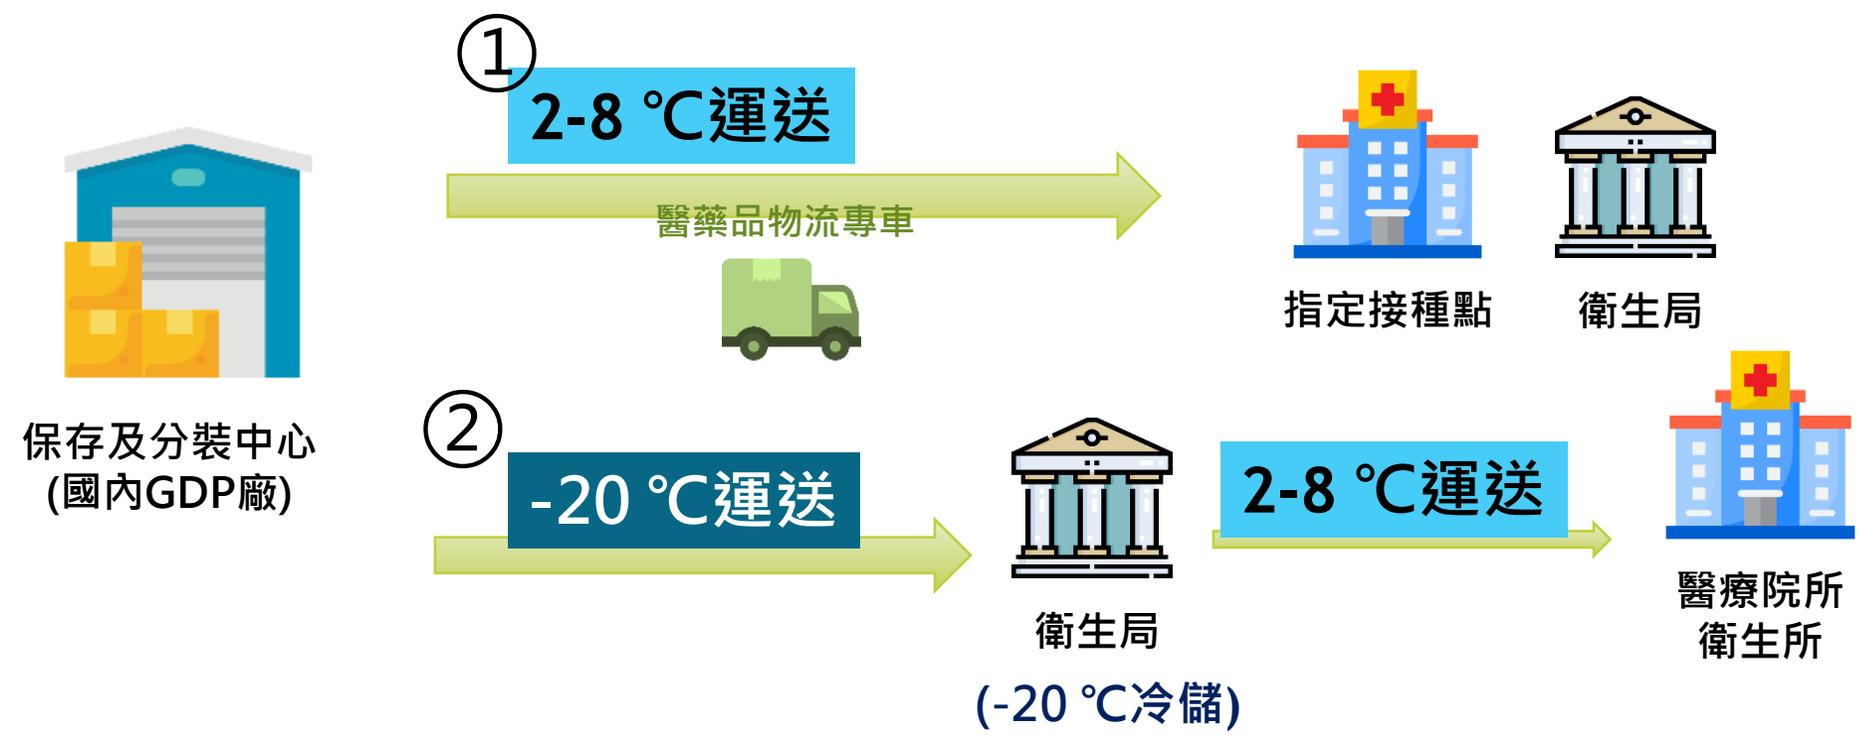 ①
2-8 ℃運送
醫藥品物流專車
指定接種點
衛生局
保存及分裝中心
(國內GDP廠)
②
-20 ℃運送
衛生局
(-20 ℃冷儲)
2-8 ℃運送
醫療院所
衛生所